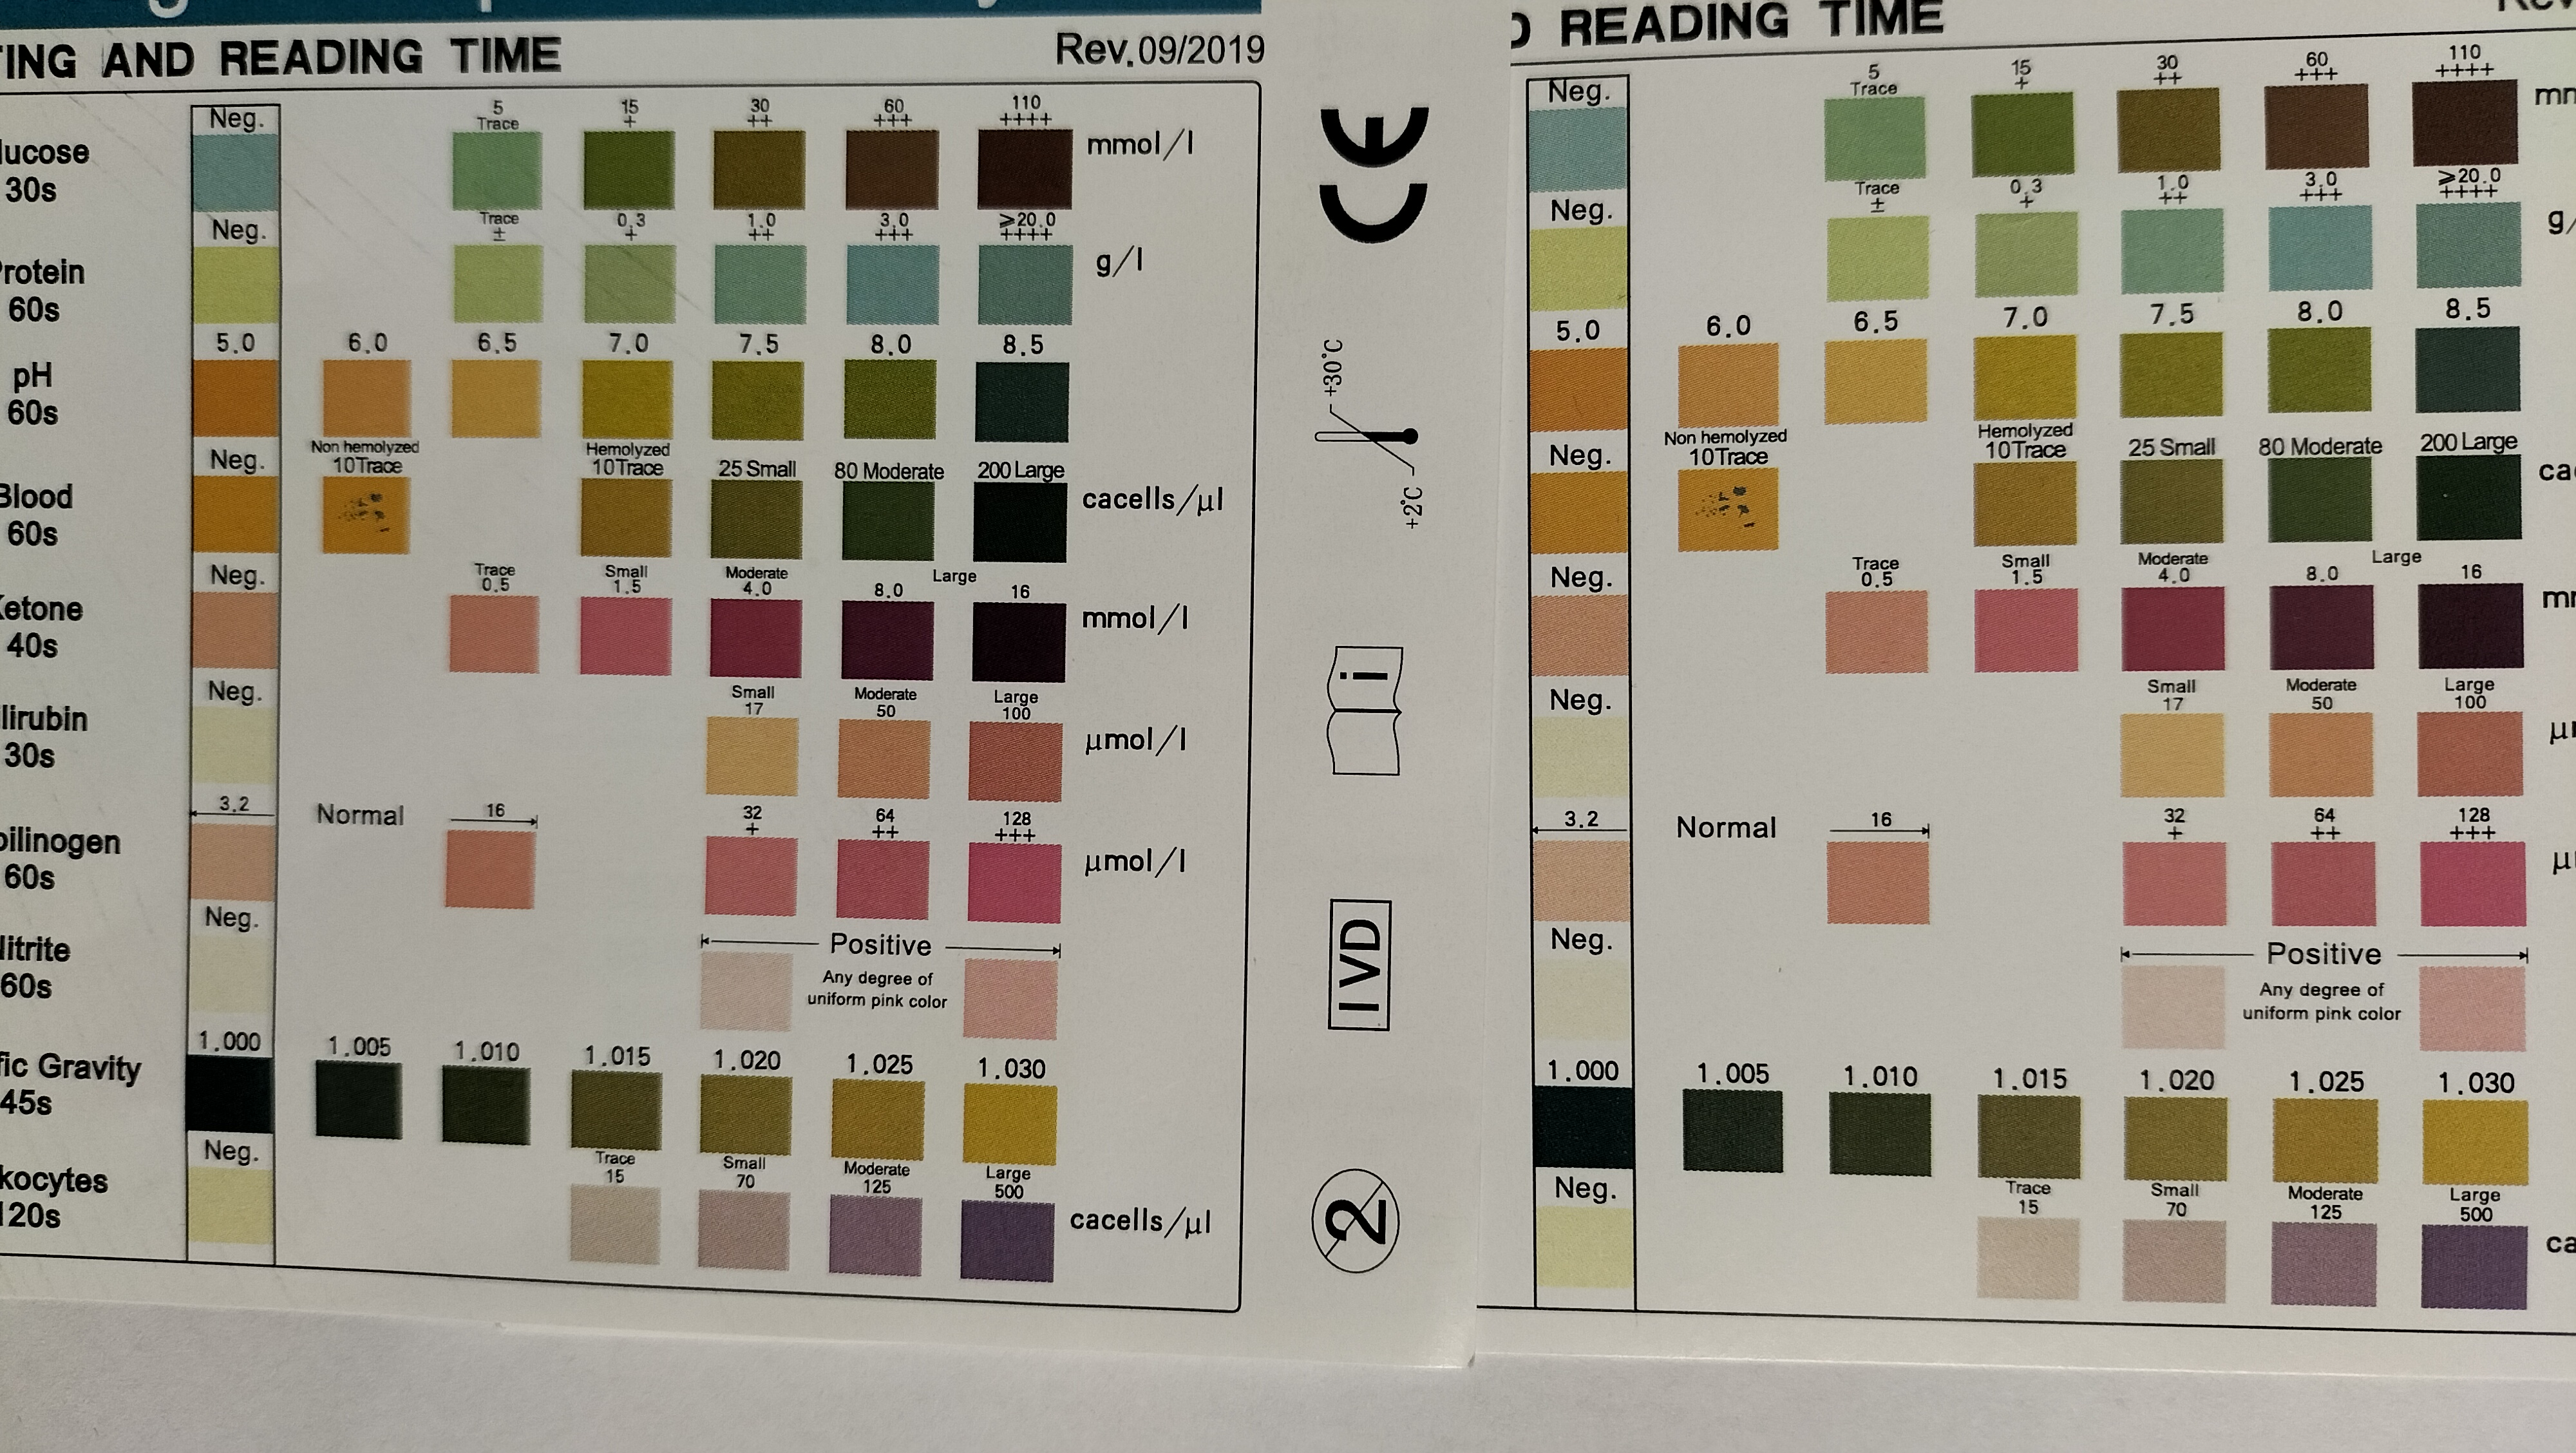 TING AND READING TIME
Rev.09/2019
Neg.
5 15 30 60 110
Trace + ++ +++ ++++
lucose
30s
mmol/l
Neg.
Trace 0.3 1.0 3.0 ≥20.0
± + ++ +++ ++++
rotein
60s
g/l
5.0 6.0 6.5 7.0 7.5 8.0 8.5
pH
60s
Non hemolyzed Hemolyzed
Neg. 10Trace 10Trace 25 Small 80 Moderate 200 Large
Blood
60s
cacells/μl
Neg.
Trace Small Moderate Large
0.5 1.5 4.0 8.0 16
Ketone
40s
mmol/l
Neg.
Small Moderate Large
17 50 100
lirubin
30s
μmol/l
3.2 Normal 16 32 64 128
+ ++ +++
bilinogen
60s
μmol/l
Neg.
Positive
Any degree of
uniform pink color
litrite
60s
1.000 1.005 1.010 1.015 1.020 1.025 1.030
fic Gravity
45s
Neg.
Trace Small Moderate Large
15 70 125 500
kocytes
120s
cacells/μl
CE
+30°C
+2°C
i
IVD
2
D READING TIME
Neg.
5 15 30 60 110
Trace + ++ +++ ++++
mm
Neg.
Trace 0.3 1.0 3.0 ≥20.0
± + ++ +++ ++++
g/
5.0 6.0 6.5 7.0 7.5 8.0 8.5
Non hemolyzed Hemolyzed
Neg. 10Trace 10Trace 25 Small 80 Moderate 200 Large
ca
Neg.
Trace Small Moderate Large
0.5 1.5 4.0 8.0 16
mm
Neg.
Small Moderate Large
17 50 100
μ
3.2 Normal 16 32 64 128
+ ++ +++
μ
Neg.
Positive
Any degree of
uniform pink color
1.000 1.005 1.010 1.015 1.020 1.025 1.030
Neg.
Trace Small Moderate Large
15 70 125 500
ca